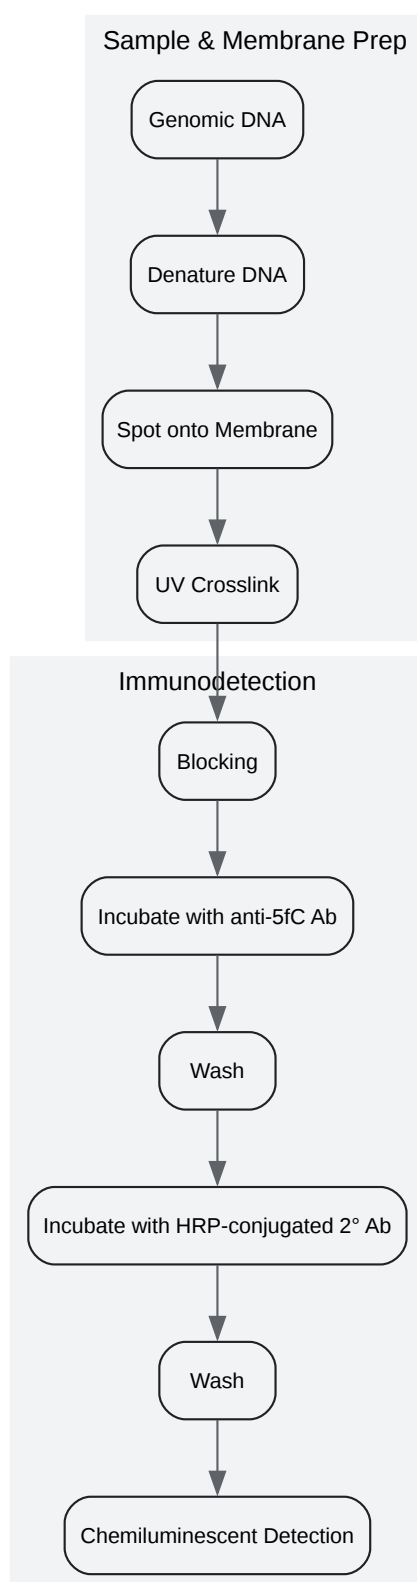 Sample & Membrane Prep
Genomic DNA
Denature DNA
Spot onto Membrane
UV Crosslink
Immunodetection
Blocking
Incubate with anti-5fC Ab
Wash
Incubate with HRP-conjugated 2° Ab
Wash
Chemiluminescent Detection